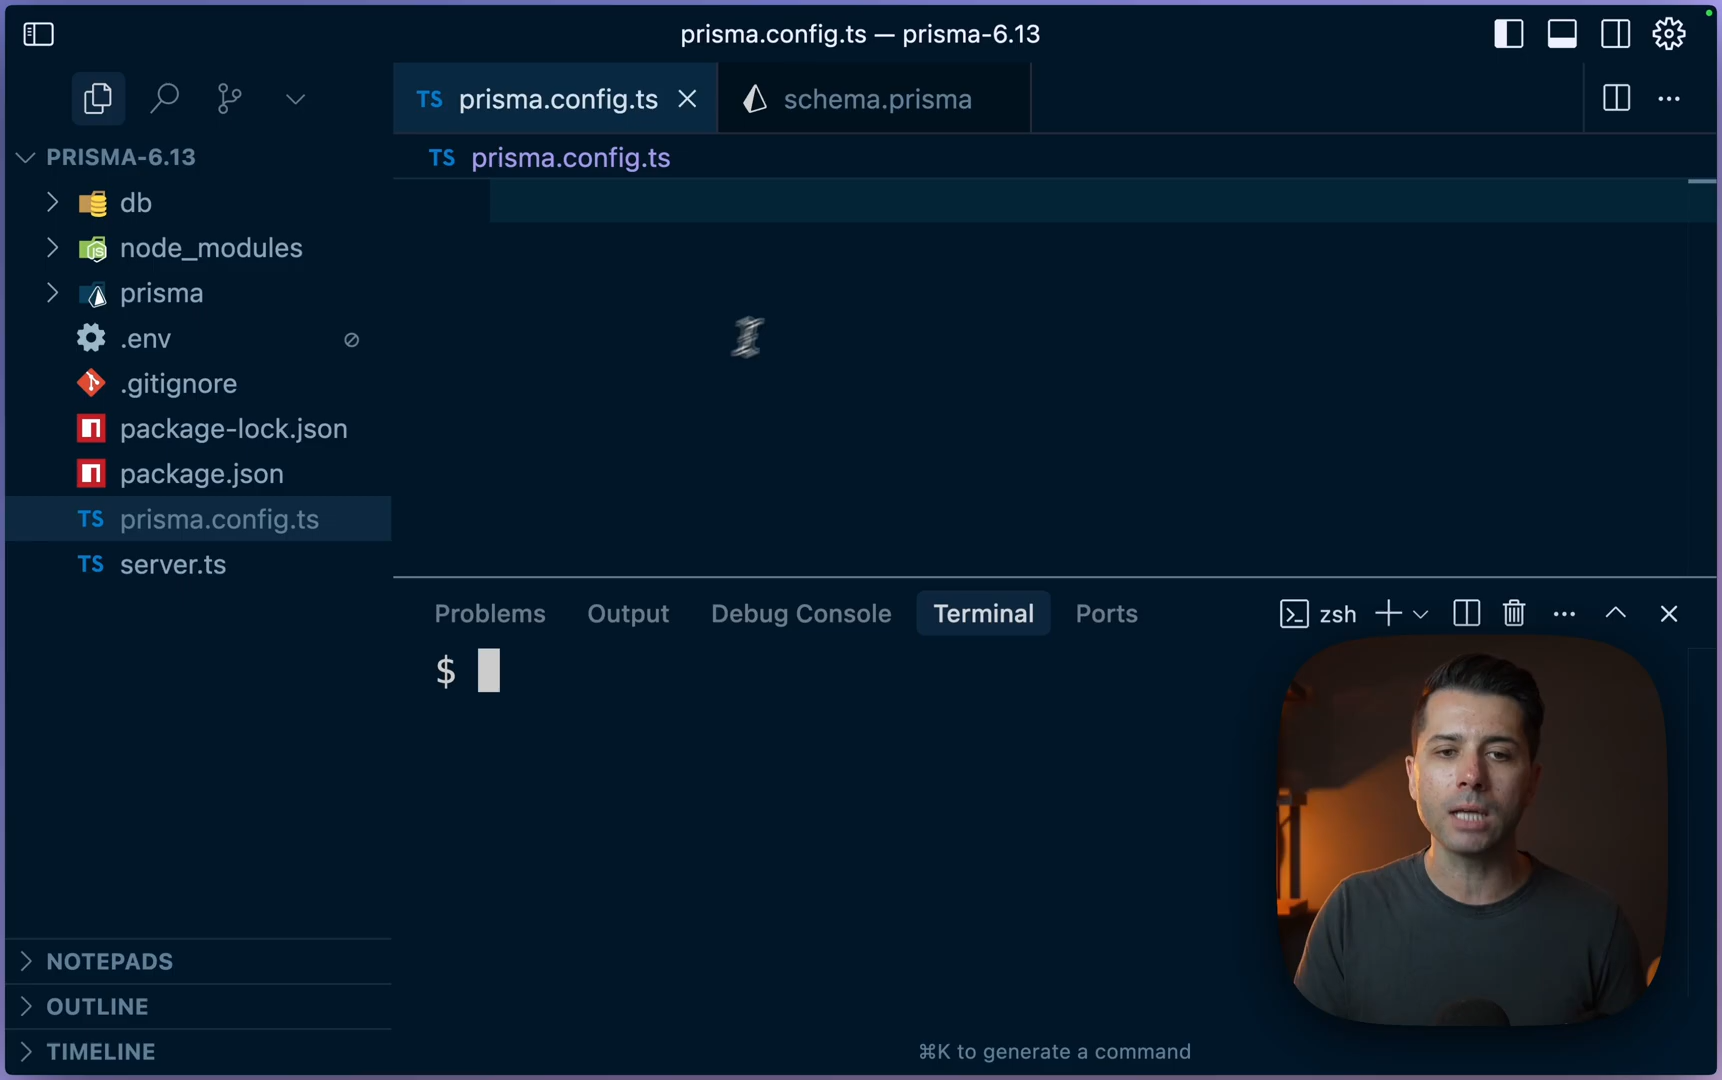 prisma.config.ts — prisma-6.13
TS prisma.config.ts
schema.prisma
PRISMA-6.13
TS prisma.config.ts
db
node_modules
prisma
.env
.gitignore
package-lock.json
package.json
TS prisma.config.ts
TS server.ts
Problems Output Debug Console Terminal Ports
zsh
$
NOTEPADS
OUTLINE
TIMELINE
⌘K to generate a command